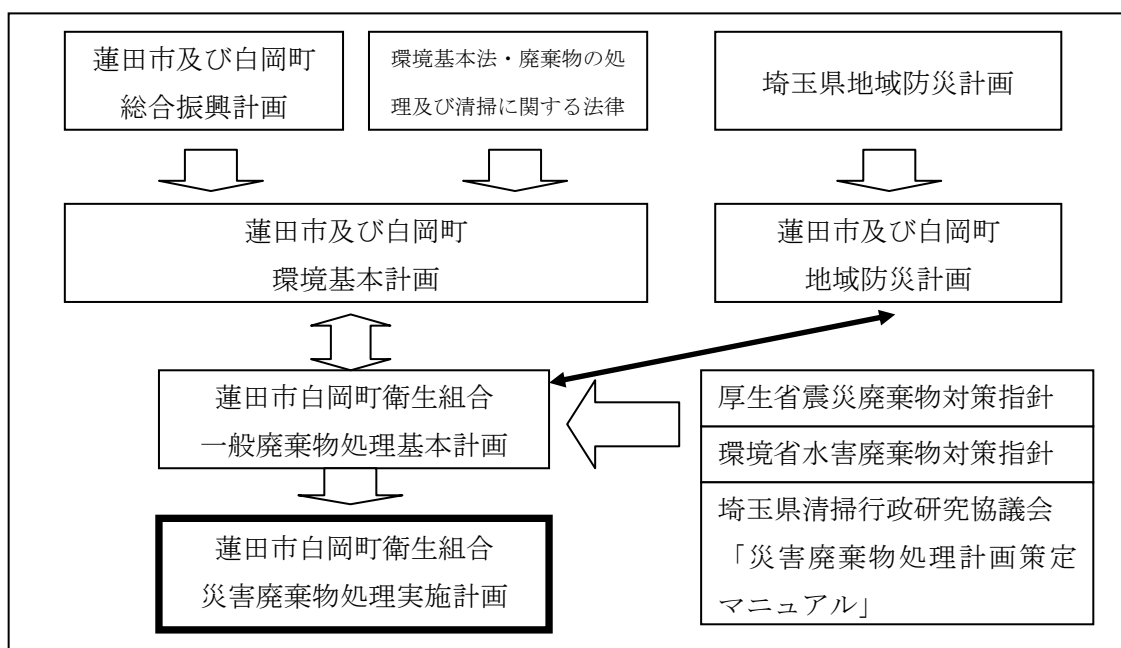 蓮田市及び白岡町
総合振興計画
環境基本法・廃棄物の処
理及び清掃に関する法律
埼玉県地域防災計画
蓮田市及び白岡町
環境基本計画
蓮田市及び白岡町
地域防災計画
蓮田市白岡町衛生組合
一般廃棄物処理基本計画
厚生省震災廃棄物対策指針
環境省水害廃棄物対策指針
埼玉県清掃行政研究協議会
「災害廃棄物処理計画策定
マニュアル」
蓮田市白岡町衛生組合
災害廃棄物処理実施計画